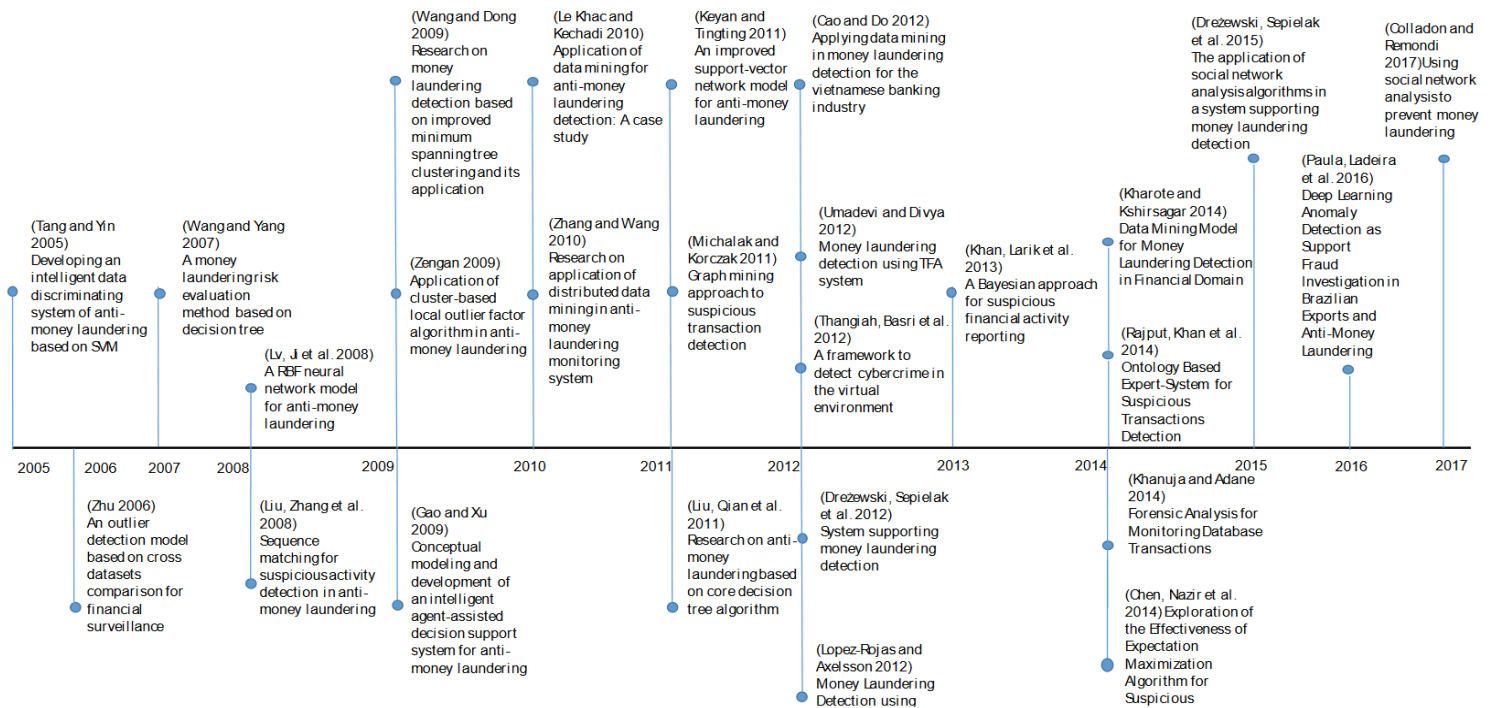 (Wang and Dong
2009)
Research on
money
laundering
detection based
on improved
minimum
spanning tree
clustering and its
application
(Le Khac and
Kechadi 2010)
Application of
data mining for
anti-money
laundering
detection: A case
study
(Keyan and
Tingting 2011)
An improved
support-vector
network model
for anti-money
laundering
(Cao and Do 2012)
Applying data mining
in money laundering
detection for the
vietnamese banking
industry
(Dreżewski, Sepielak
et al. 2015)
The application of
social network
analysis algorithms in
a system supporting
money laundering
detection
(Colladon and
Remondi
2017)Using
social network
analysis to
prevent money
laundering
(Tang and Yin
2005)
Developing an
intelligent data
discriminating
system of anti-
money laundering
based on SVM
(Wang and Yang
2007)
A money
laundering risk
evaluation
method based on
decision tree
(Lv, Ji et al. 2008)
A RBF neural
network model
for anti-money
laundering
(Zengan 2009)
Application of
cluster-based
local outlier factor
algorithm in anti-
money laundering
(Zhang and Wang
2010)
Research on
application of
distributed data
mining in anti-
money
laundering
monitoring
system
(Michalak and
Korczak 2011)
Graph mining
approach to
suspicious
transaction
detection
(Umadevi and Divya
2012)
Money laundering
detection using TFA
system
(Thangiah, Basri et al.
2012)
A framework to
detect cybercrime in
the virtual
environment
(Khan, Larik et al.
2013)
A Bayesian approach
for suspicious
financial activity
reporting
(Kharote and
Kshirsagar 2014)
Data Mining Model
for Money
Laundering Detection
in Financial Domain
(Rajput, Khan et al.
2014)
Ontology Based
Expert-System for
Suspicious
Transactions
Detection
(Paula, Ladeira
et al. 2016)
Deep Learning
Anomaly
Detection as
Support
Fraud
Investigation in
Brazilian
Exports and
Anti-Money
Laundering
2005
2006
2007
2008
2009
2010
2011
2012
2013
2014
2015
2016
2017
(Zhu 2006)
An outlier
detection model
based on cross
datasets
comparison for
financial
surveillance
(Liu, Zhang et al.
2008)
Sequence
matching for
suspicious activity
detection in anti-
money laundering
(Gao and Xu
2009)
Conceptual
modeling and
development of
an intelligent
agent-assisted
decision support
system for anti-
money laundering
(Liu, Qian et al.
2011)
Research on anti-
money
laundering based
on core decision
tree algorithm
(Dreżewski, Sepielak
et al. 2012)
System supporting
money laundering
detection
(Lopez-Rojas and
Axelsson 2012)
Money Laundering
Detection using
(Khanuja and Adane
2014)
Forensic Analysis for
Monitoring Database
Transactions
(Chen, Nazir et al.
2014) Exploration of
the Effectiveness of
Expectation
Maximization
Algorithm for
Suspicious